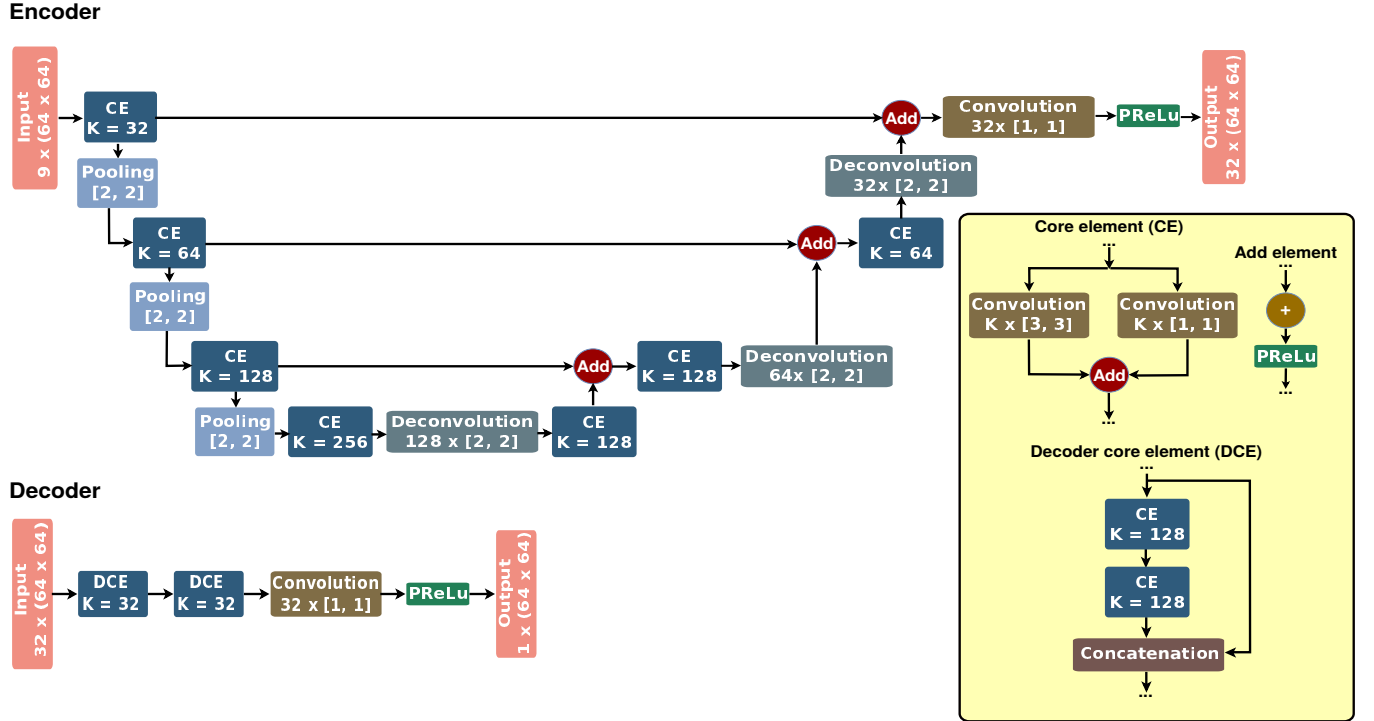 Encoder
Input
9 x (64 x 64)
CE
K = 32
Pooling
[2, 2]
CE
K = 64
Pooling
[2, 2]
CE
K = 128
Pooling
[2, 2]
CE
K = 256
Deconvolution
128 x [2, 2]
CE
K = 128
Add
CE
K = 128
Deconvolution
64x [2, 2]
Add
CE
K = 64
Deconvolution
32x [2, 2]
Add
Convolution
32x [1, 1]
PReLu
Output
32 x (64 x 64)
Decoder
Input
32 x (64 x 64)
DCE
K = 32
DCE
K = 32
Convolution
32 x [1, 1]
PReLu
Output
1 x (64 x 64)
Core element (CE)
...
Convolution
K x [3, 3]
Convolution
K x [1, 1]
Add
...
Add element
...
+
PReLu
...
Decoder core element (DCE)
...
CE
K = 128
CE
K = 128
Concatenation
...